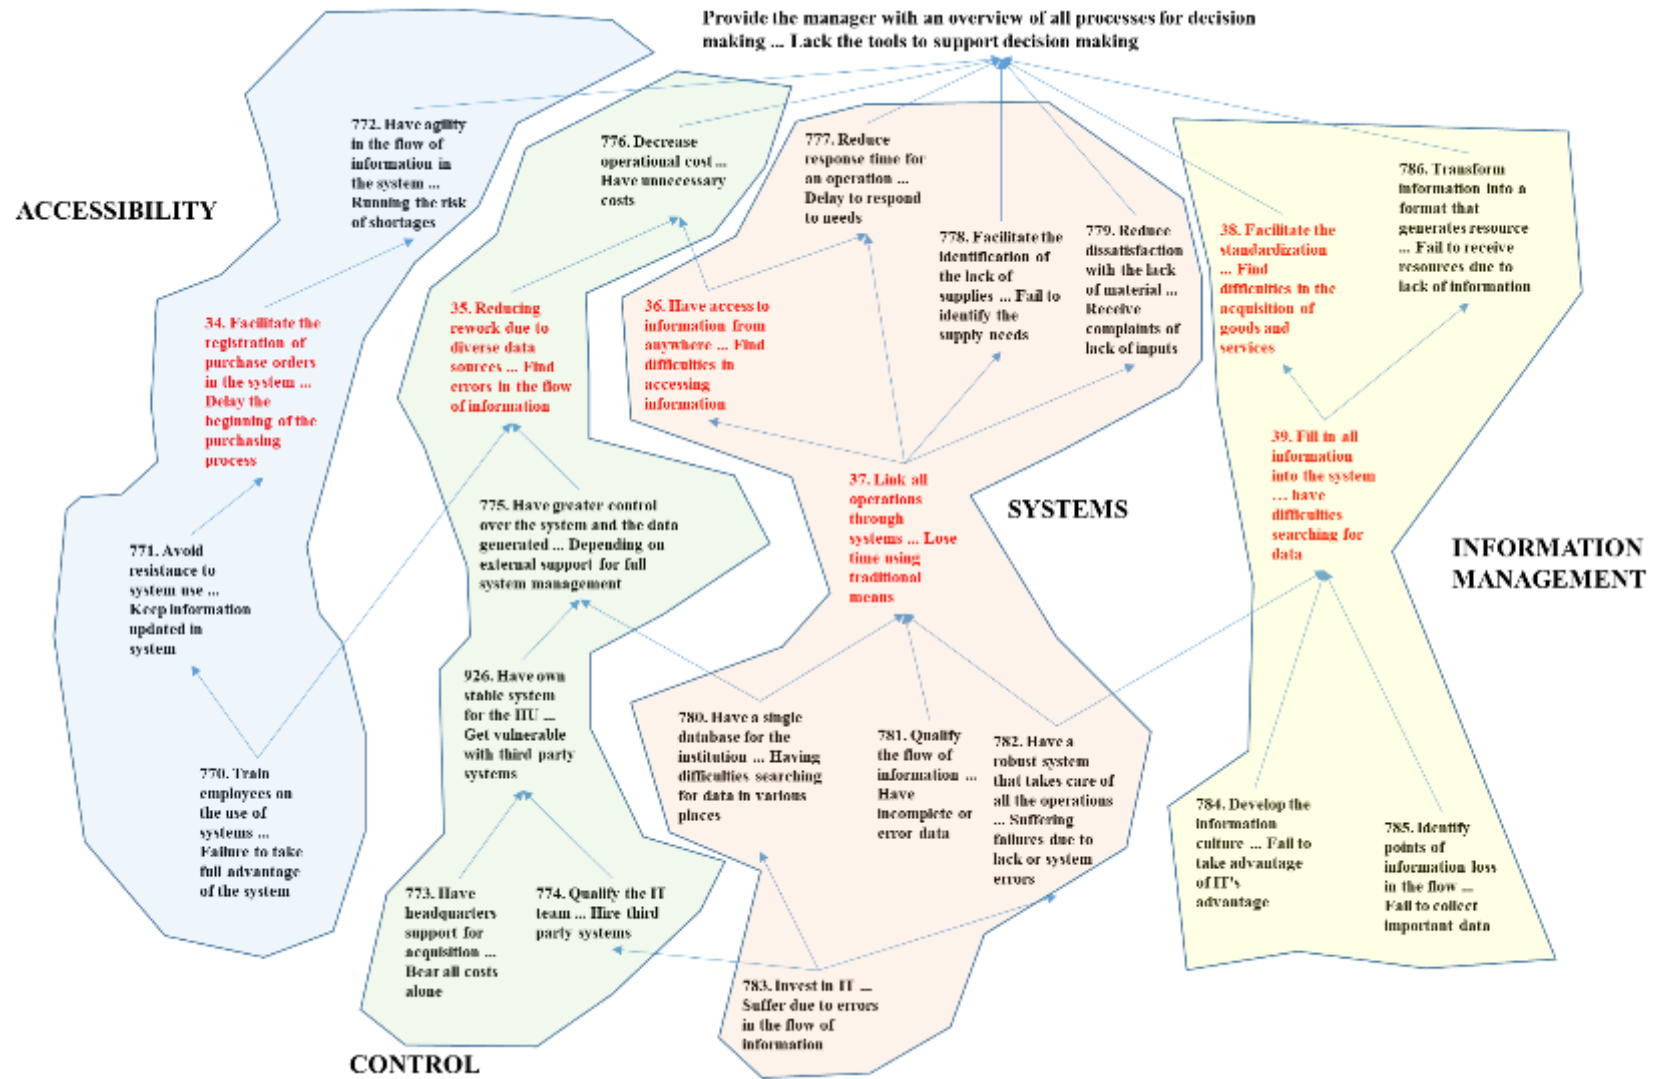 Provide the manager with an overview of all processes for decision
making ... Lack the tools to support decision making
ACCESSIBILITY
772. Have agility
in the flow of
information in
the system ...
Running the risk
of shortages
34. Facilitate the
registration of
purchase orders
in the system ...
Delay the
beginning of the
purchasing
process
771. Avoid
resistance to
system use ...
Keep information
updated in
system
770. Train
employees on
the use of
systems ...
Failure to take
full advantage
of the system
776. Decrease
operational cost ...
Have unnecessary
costs
35. Reducing
rework due to
diverse data
sources ... Find
errors in the flow
of information
775. Have greater control
over the system and the data
generated ... Depending on
external support for full
system management
926. Have own
stable system
for the ITU ...
Get vulnerable
with third party
systems
773. Have
headquarters
support for
acquisition ...
Bear all costs
alone
774. Qualify the IT
team ... Hire third
party systems
CONTROL
777. Reduce
response time for
an operation ...
Delay to respond
to needs
778. Facilitate the
identification of
the lack of
supplies ... Fail to
identify the
supply needs
779. Reduce
dissatisfaction
with the lack
of material ...
Receive
complaints of
lack of inputs
36. Have access to
information from
anywhere ... Find
difficulties in
accessing
information
37. Link all
operations
through
systems ... Lose
time using
traditional
means
SYSTEMS
780. Have a single
database for the
institution ... Having
difficulties searching
for data in various
places
781. Qualify
the flow of
information ...
Have
incomplete or
error data
782. Have a
robust system
that takes care of
all the operations
... Suffering
failures due to
lack or system
errors
783. Invest in IT ...
Suffer due to errors
in the flow of
information
38. Facilitate the
standardization
... Find
difficulties in the
acquisition of
goods and
services
786. Transform
information into a
format that
generates resource
... Fail to receive
resources due to
lack of information
39. Fill in all
information
into the system
... have
difficulties
searching for
data
INFORMATION
MANAGEMENT
784. Develop the
information
culture ... Fail to
take advantage
of IT's
advantage
785. Identify
points of
information loss
in the flow ...
Fail to collect
important data